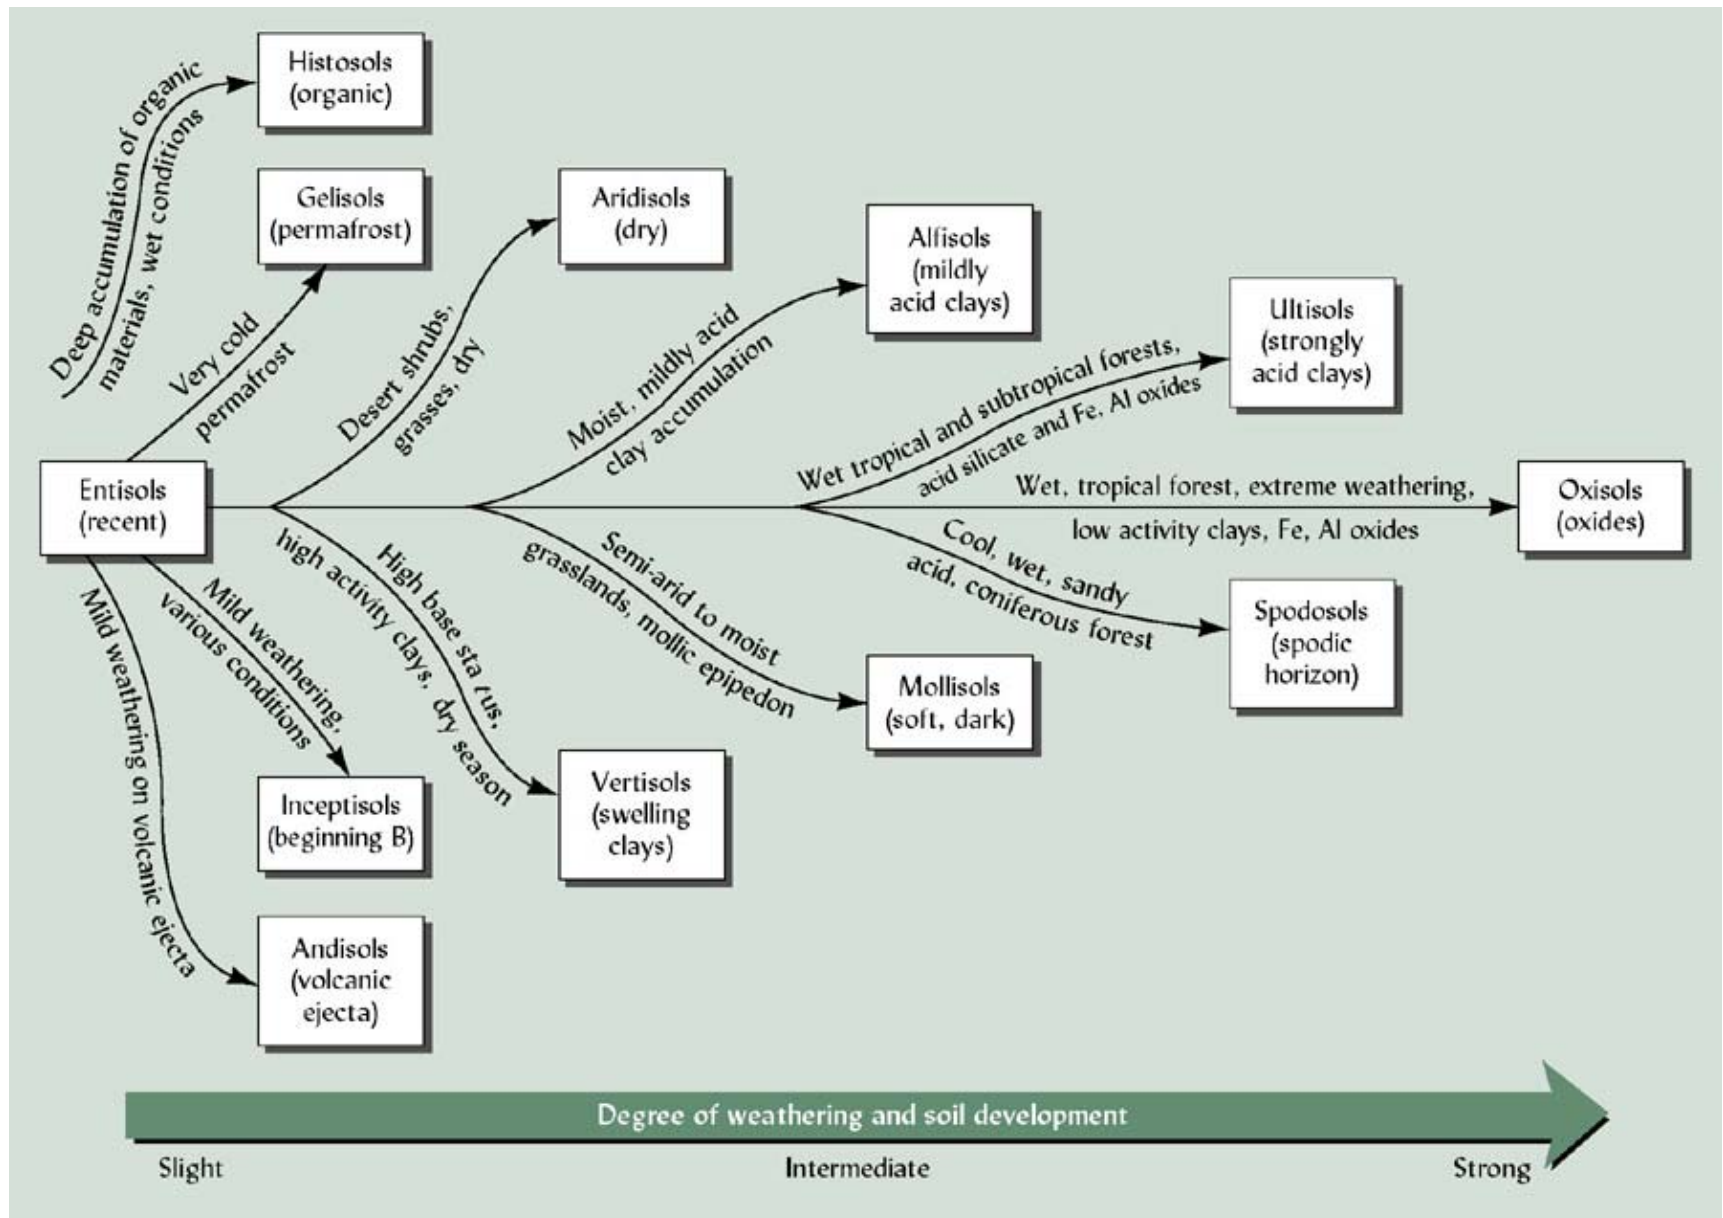 Deep accumulation of organic
materials, wet conditions
Histosols
(organic)
Very cold
permafrost
Gelisols
(permafrost)
Desert shrubs,
grasses, dry
Aridisols
(dry)
Moist, mildly acid
clay accumulation
Alfisols
(mildly
acid clays)
Wet tropical and subtropical forests,
acid silicate and Fe, Al oxides
Ultisols
(strongly
acid clays)
Entisols
(recent)
Wet, tropical forest, extreme weathering,
low activity clays, Fe, Al oxides
Oxisols
(oxides)
Cool, wet, sandy
acid, coniferous forest
Spodosols
(spodic
horizon)
Semi-arid to moist
grasslands, mollic epipedon
Mollisols
(soft, dark)
High base status,
high activity clays, dry season
Vertisols
(swelling
clays)
Mild weathering,
various conditions
Inceptisols
(beginning B)
Mild weathering on volcanic ejecta
Andisols
(volcanic
ejecta)
Degree of weathering and soil development
Slight
Intermediate
Strong